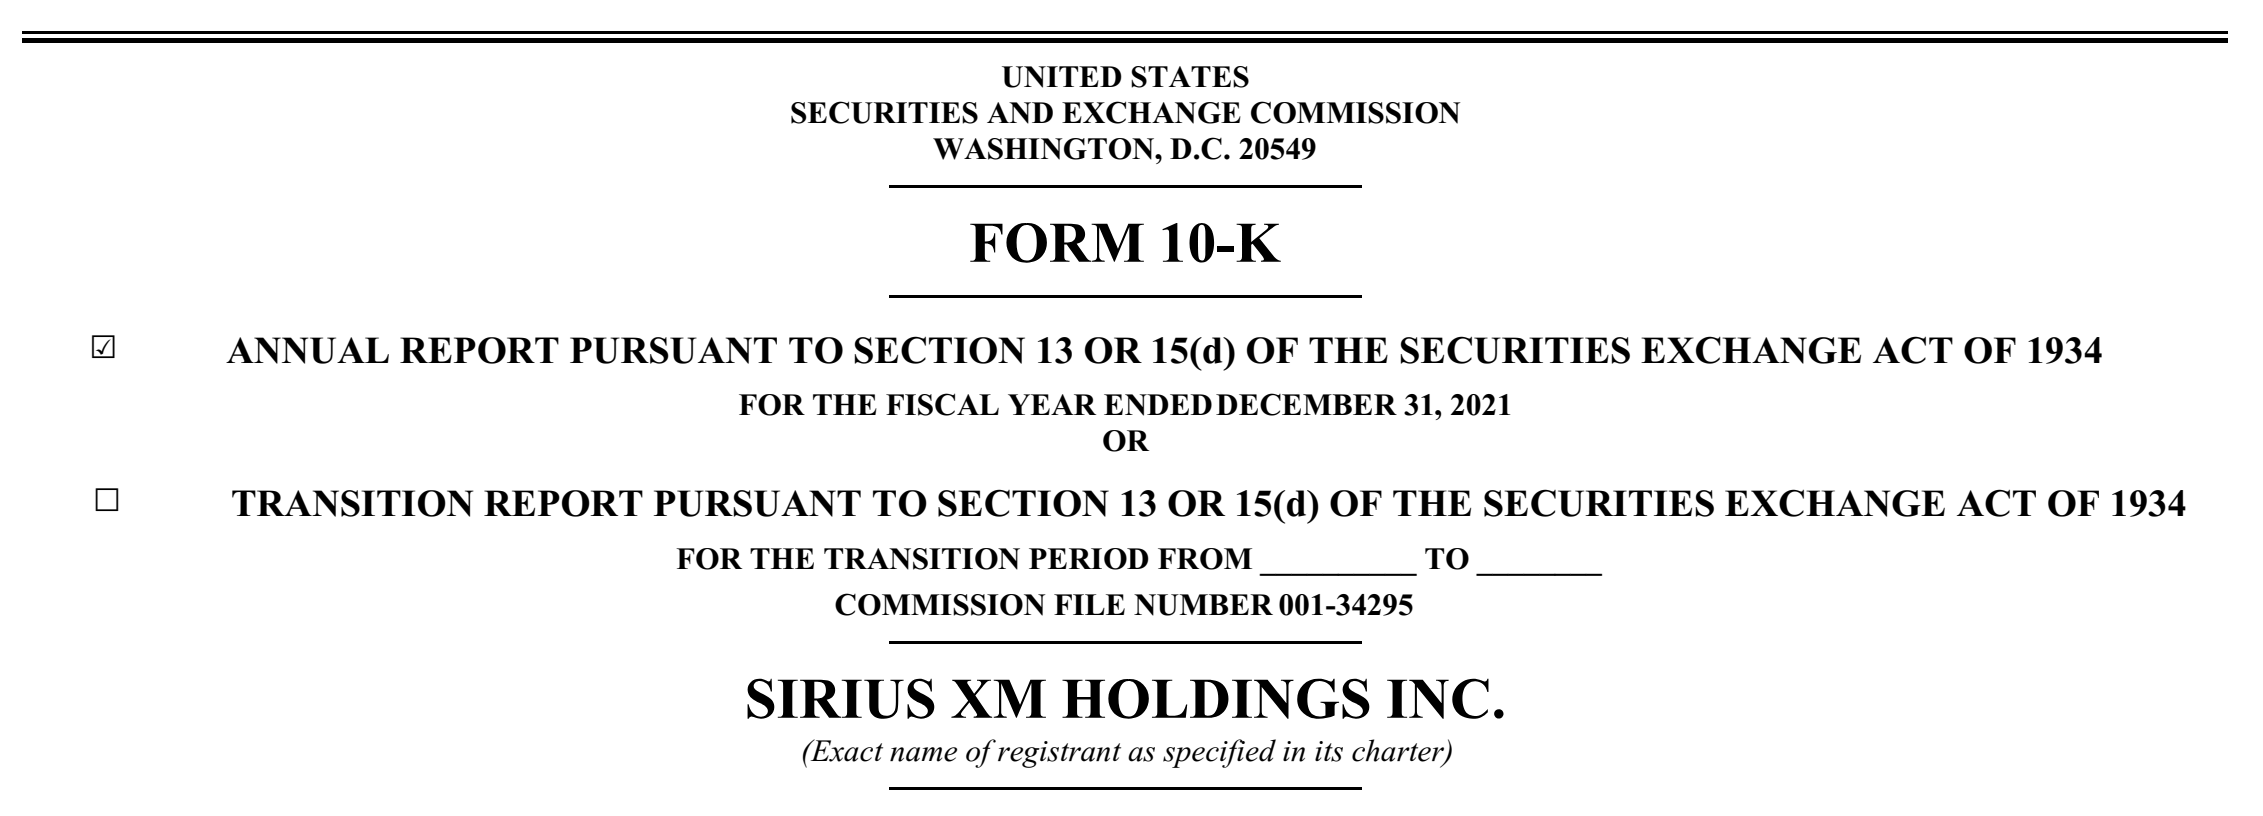 UNITED STATES
SECURITIES AND EXCHANGE COMMISSION
WASHINGTON, D.C. 20549
FORM 10-K
☑ ANNUAL REPORT PURSUANT TO SECTION 13 OR 15(d) OF THE SECURITIES EXCHANGE ACT OF 1934
FOR THE FISCAL YEAR ENDED DECEMBER 31, 2021
OR
☐ TRANSITION REPORT PURSUANT TO SECTION 13 OR 15(d) OF THE SECURITIES EXCHANGE ACT OF 1934
FOR THE TRANSITION PERIOD FROM __________ TO ________
COMMISSION FILE NUMBER 001-34295
SIRIUS XM HOLDINGS INC.
(Exact name of registrant as specified in its charter)